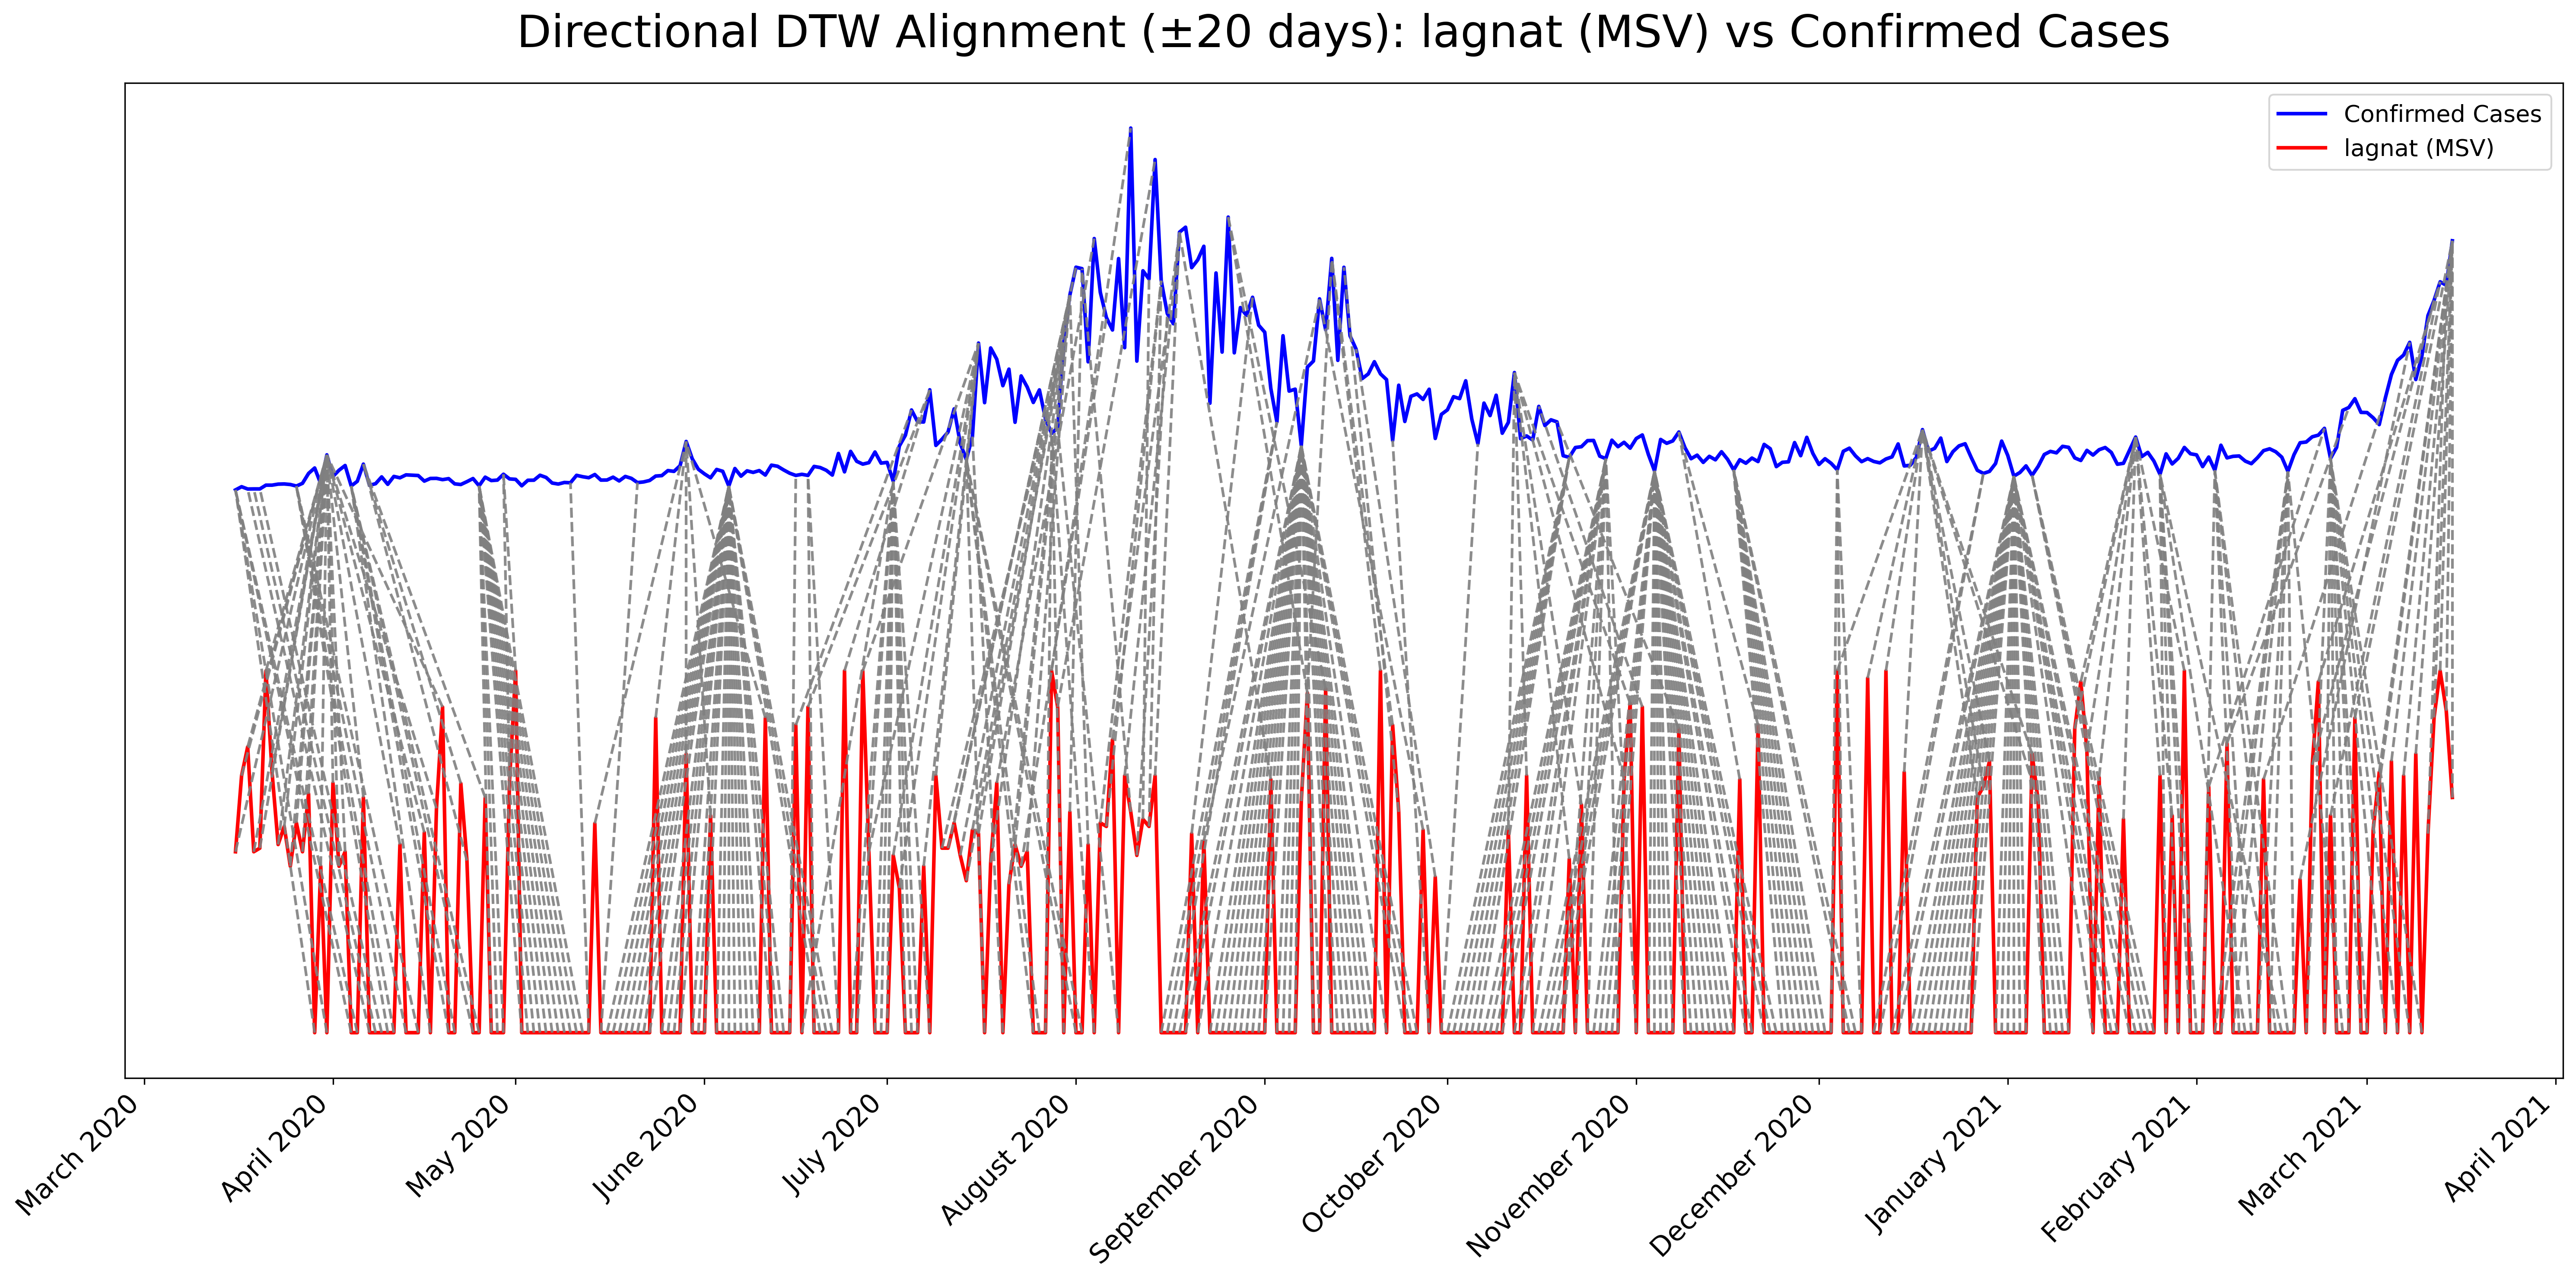 Directional DTW Alignment (±20 days): lagnat (MSV) vs Confirmed Cases
Confirmed Cases
lagnat (MSV)
March 2020
April 2020
May 2020
June 2020
July 2020
August 2020
September 2020
October 2020
November 2020
December 2020
January 2021
February 2021
March 2021
April 2021